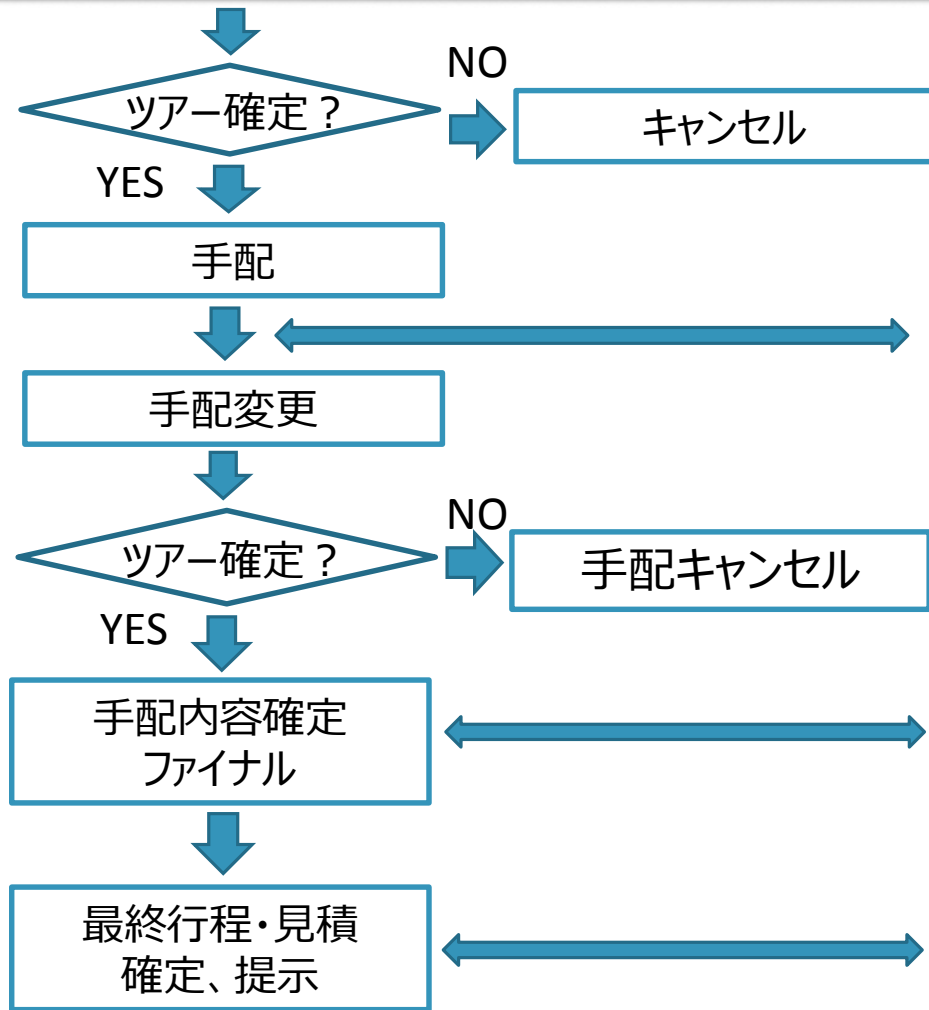 ツアー確定？
NO
キャンセル
YES
手配
手配変更
ツアー確定？
NO
手配キャンセル
YES
手配内容確定
ファイナル
最終行程・見積
確定、提示